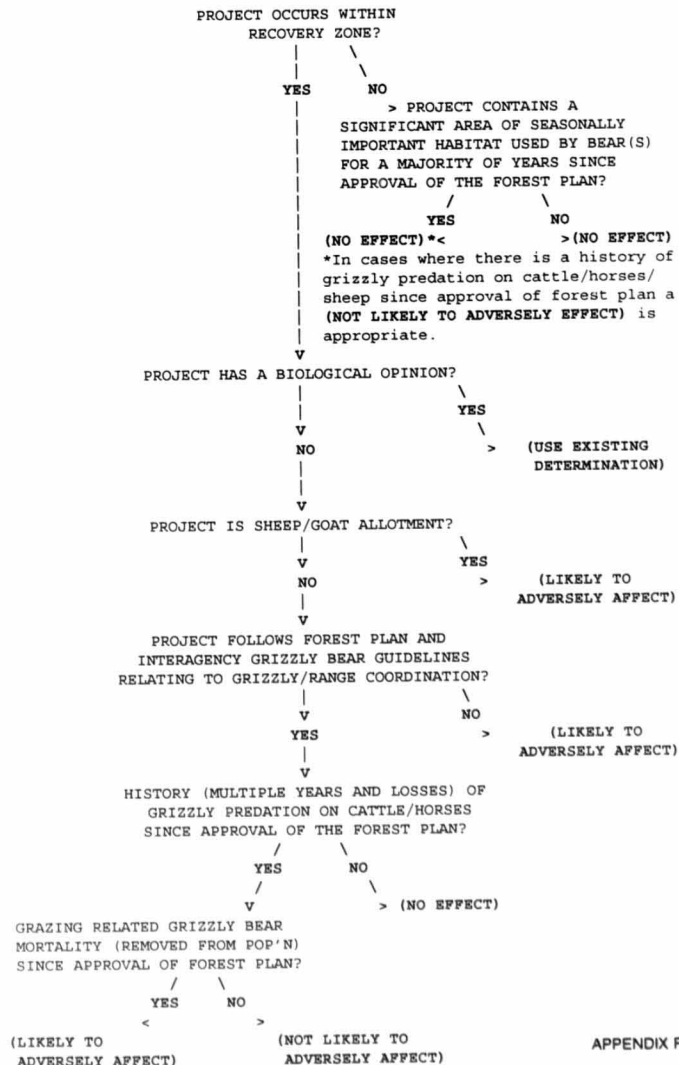 PROJECT OCCURS WITHIN
RECOVERY ZONE?
YES NO
> PROJECT CONTAINS A
SIGNIFICANT AREA OF SEASONALLY
IMPORTANT HABITAT USED BY BEAR(S)
FOR A MAJORITY OF YEARS SINCE
APPROVAL OF THE FOREST PLAN?
YES NO
(NO EFFECT)*< >(NO EFFECT)
*In cases where there is a history of
grizzly predation on cattle/horses/
sheep since approval of forest plan a
(NOT LIKELY TO ADVERSELY EFFECT) is
appropriate.
V
PROJECT HAS A BIOLOGICAL OPINION?
YES
V
NO > (USE EXISTING
DETERMINATION)
V
PROJECT IS SHEEP/GOAT ALLOTMENT?
V YES
NO > (LIKELY TO
ADVERSELY AFFECT)
V
PROJECT FOLLOWS FOREST PLAN AND
INTERAGENCY GRIZZLY BEAR GUIDELINES
RELATING TO GRIZZLY/RANGE COORDINATION?
V NO
YES > (LIKELY TO
ADVERSELY AFFECT)
V
HISTORY (MULTIPLE YEARS AND LOSSES) OF
GRIZZLY PREDATION ON CATTLE/HORSES
SINCE APPROVAL OF THE FOREST PLAN?
YES NO
V > (NO EFFECT)
GRAZING RELATED GRIZZLY BEAR
MORTALITY (REMOVED FROM POP'N)
SINCE APPROVAL OF FOREST PLAN?
YES NO
< >
(LIKELY TO (NOT LIKELY TO
ADVERSELY AFFECT) ADVERSELY AFFECT)
APPENDIX F